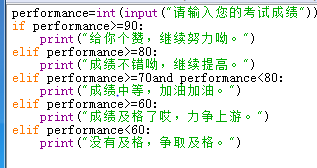 performance=int(input("请输入您的考试成绩"))
if performance>=90:
    print("给你个赞，继续努力呦。")
elif performance>=80:
    print("成绩不错呦，继续提高。")
elif performance>=70and performance<80:
    print("成绩中等，加油加油。")
elif performance>=60:
    print("成绩及格了哎，力争上游。")
elif performance<60:
    print("没有及格，争取及格。")